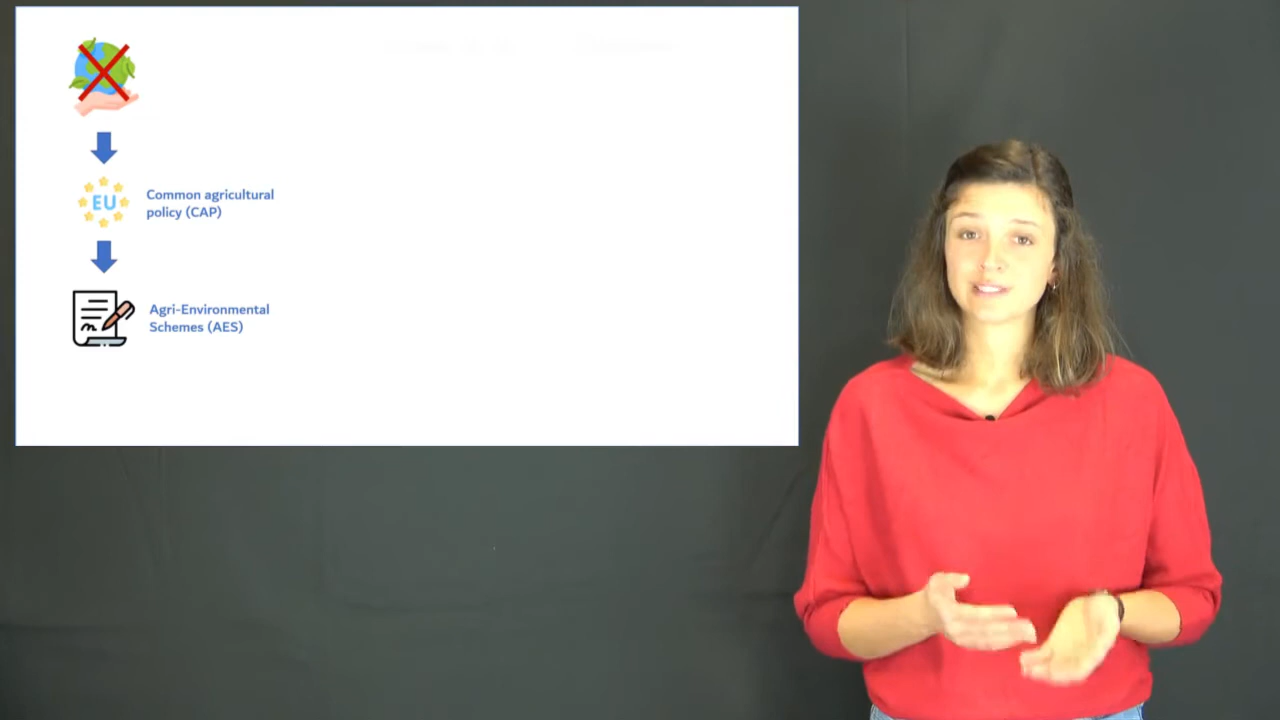 EU
Common agricultural
policy (CAP)
Agri-Environmental
Schemes (AES)